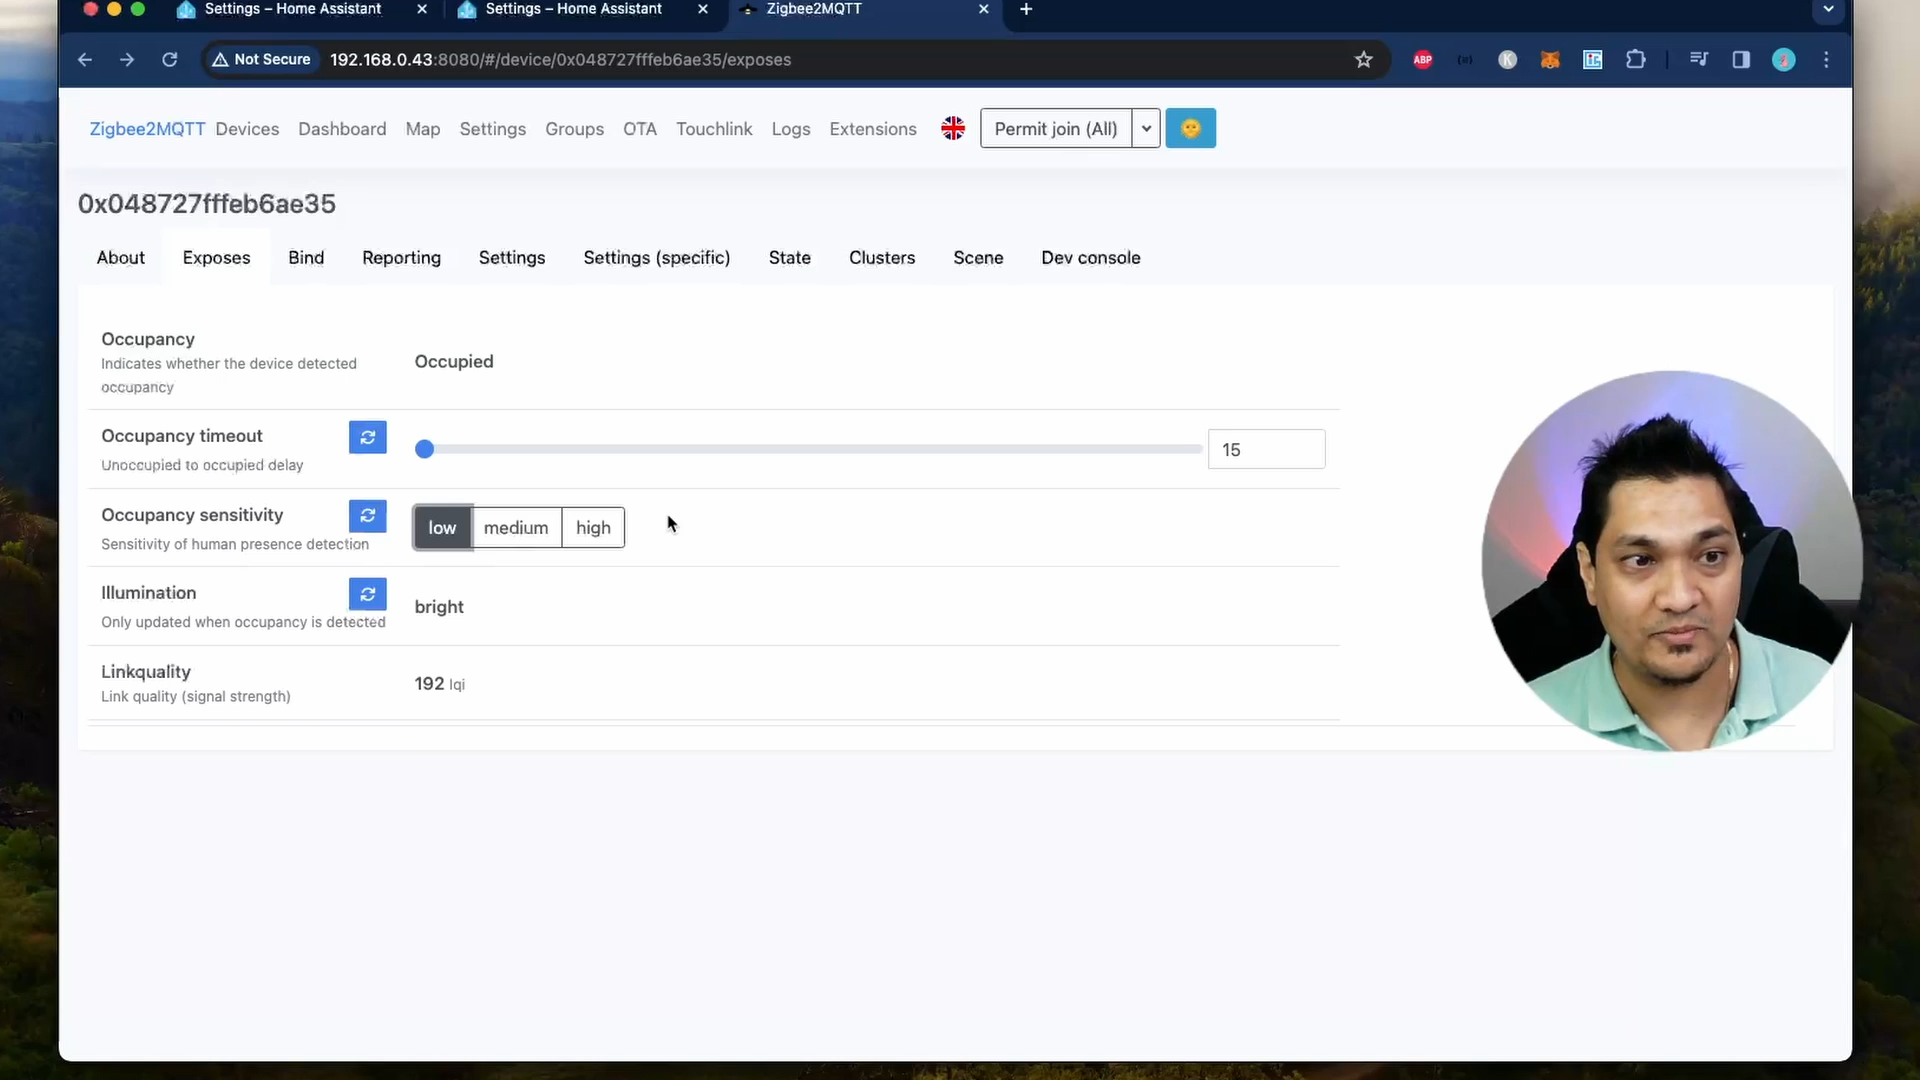 Settings – Home Assistant
Settings – Home Assistant
Zigbee2MQTT
Not Secure
192.168.0.43:8080/#/device/0x048727fffeb6ae35/exposes
ABP
K
Zigbee2MQTT Devices Dashboard Map Settings Groups OTA Touchlink Logs Extensions Permit join (All)
0x048727fffeb6ae35
About Exposes Bind Reporting Settings Settings (specific) State Clusters Scene Dev console
Occupancy
Indicates whether the device detected
occupancy
Occupied
Occupancy timeout
Unoccupied to occupied delay
15
Occupancy sensitivity
Sensitivity of human presence detection
low medium high
Illumination
Only updated when occupancy is detected
bright
Linkquality
Link quality (signal strength)
192 lqi